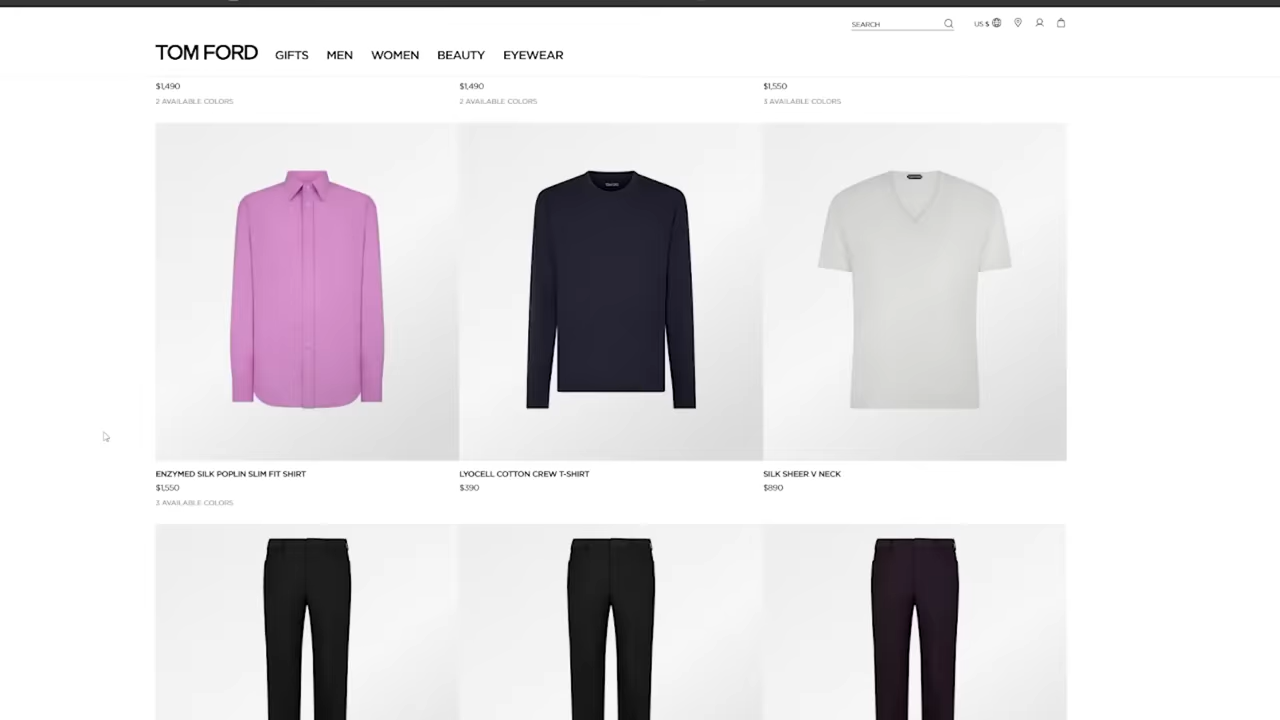 SEARCH
US $
TOM FORD GIFTS MEN WOMEN BEAUTY EYEWEAR
$1,490 $1,490 $1,550
2 AVAILABLE COLORS 2 AVAILABLE COLORS 3 AVAILABLE COLORS
ENZYMED SILK POPLIN SLIM FIT SHIRT LYOCELL COTTON CREW T-SHIRT SILK SHEER V NECK
$1,550 $390 $890
3 AVAILABLE COLORS